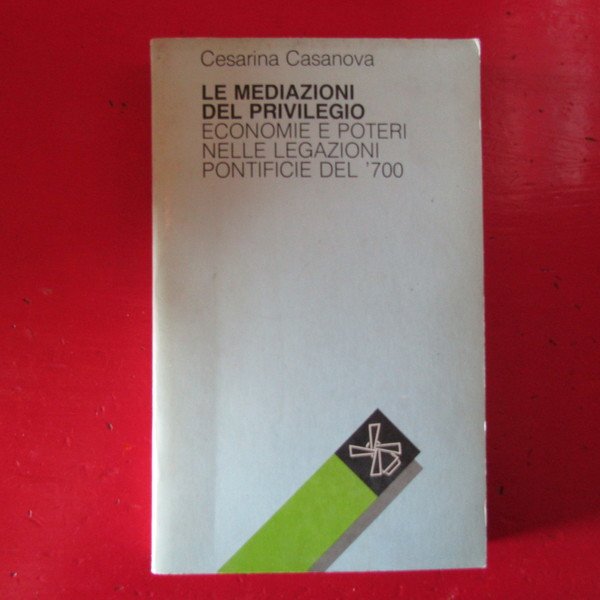 Cesarina Casanova
LE MEDIAZIONI
DEL PRIVILEGIO
ECONOMIE E POTERI
NELLE LEGAZIONI
PONTIFICIE DEL '700